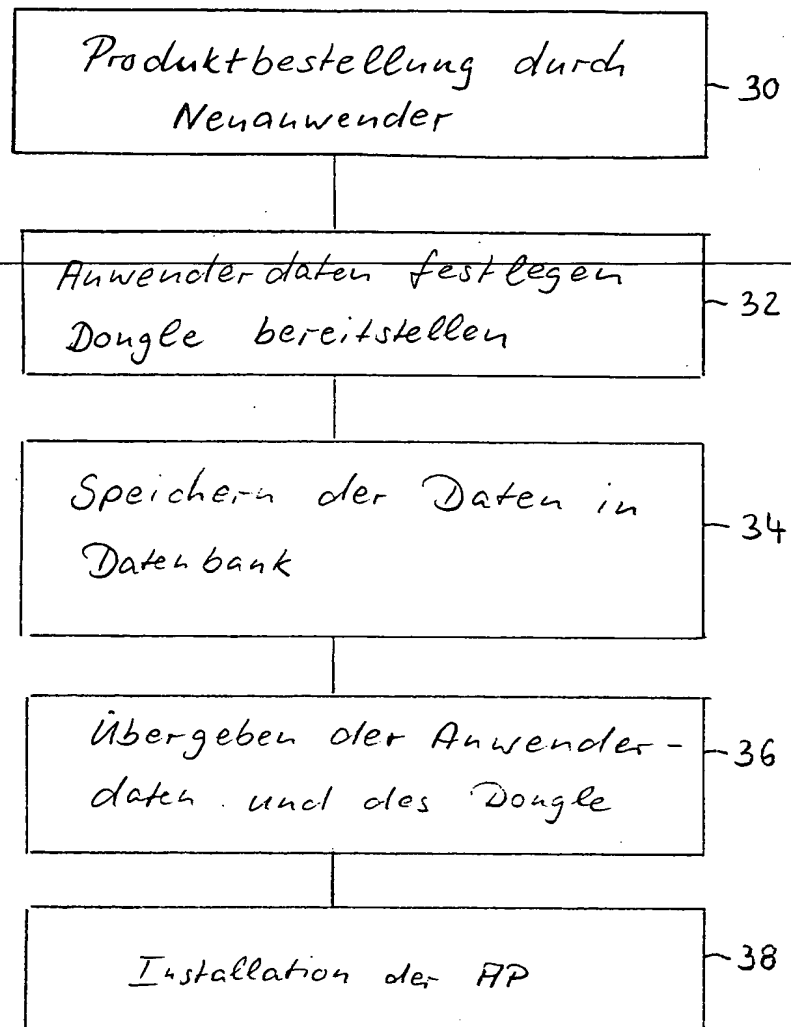 Produktbestellung durch
Neuanwender
30
Anwenderdaten festlegen
Dongle bereitstellen
32
Speichern der Daten in
Datenbank
34
Übergeben der Anwender-
daten und des Dongle
36
Installation der AP
38